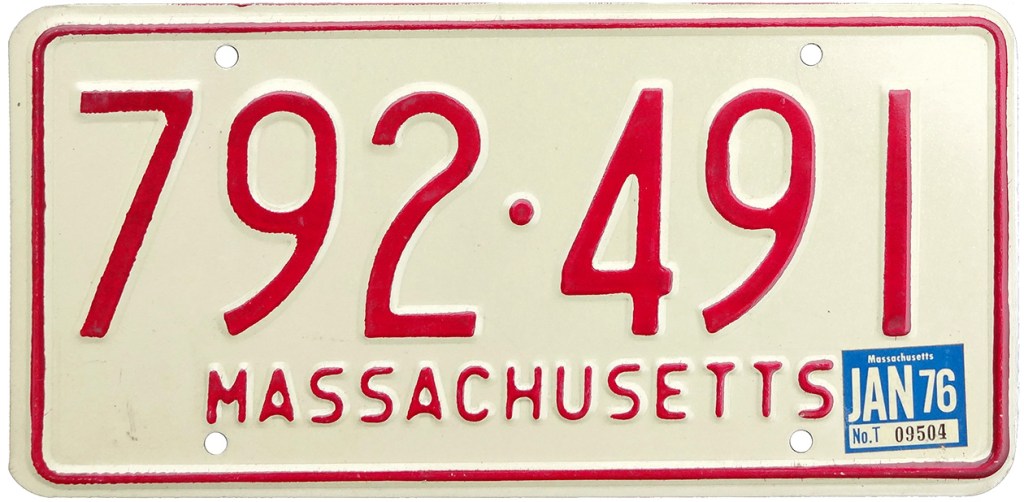 792·491
MASSACHUSETTS
Massachusetts
JAN 76
No.T 09504